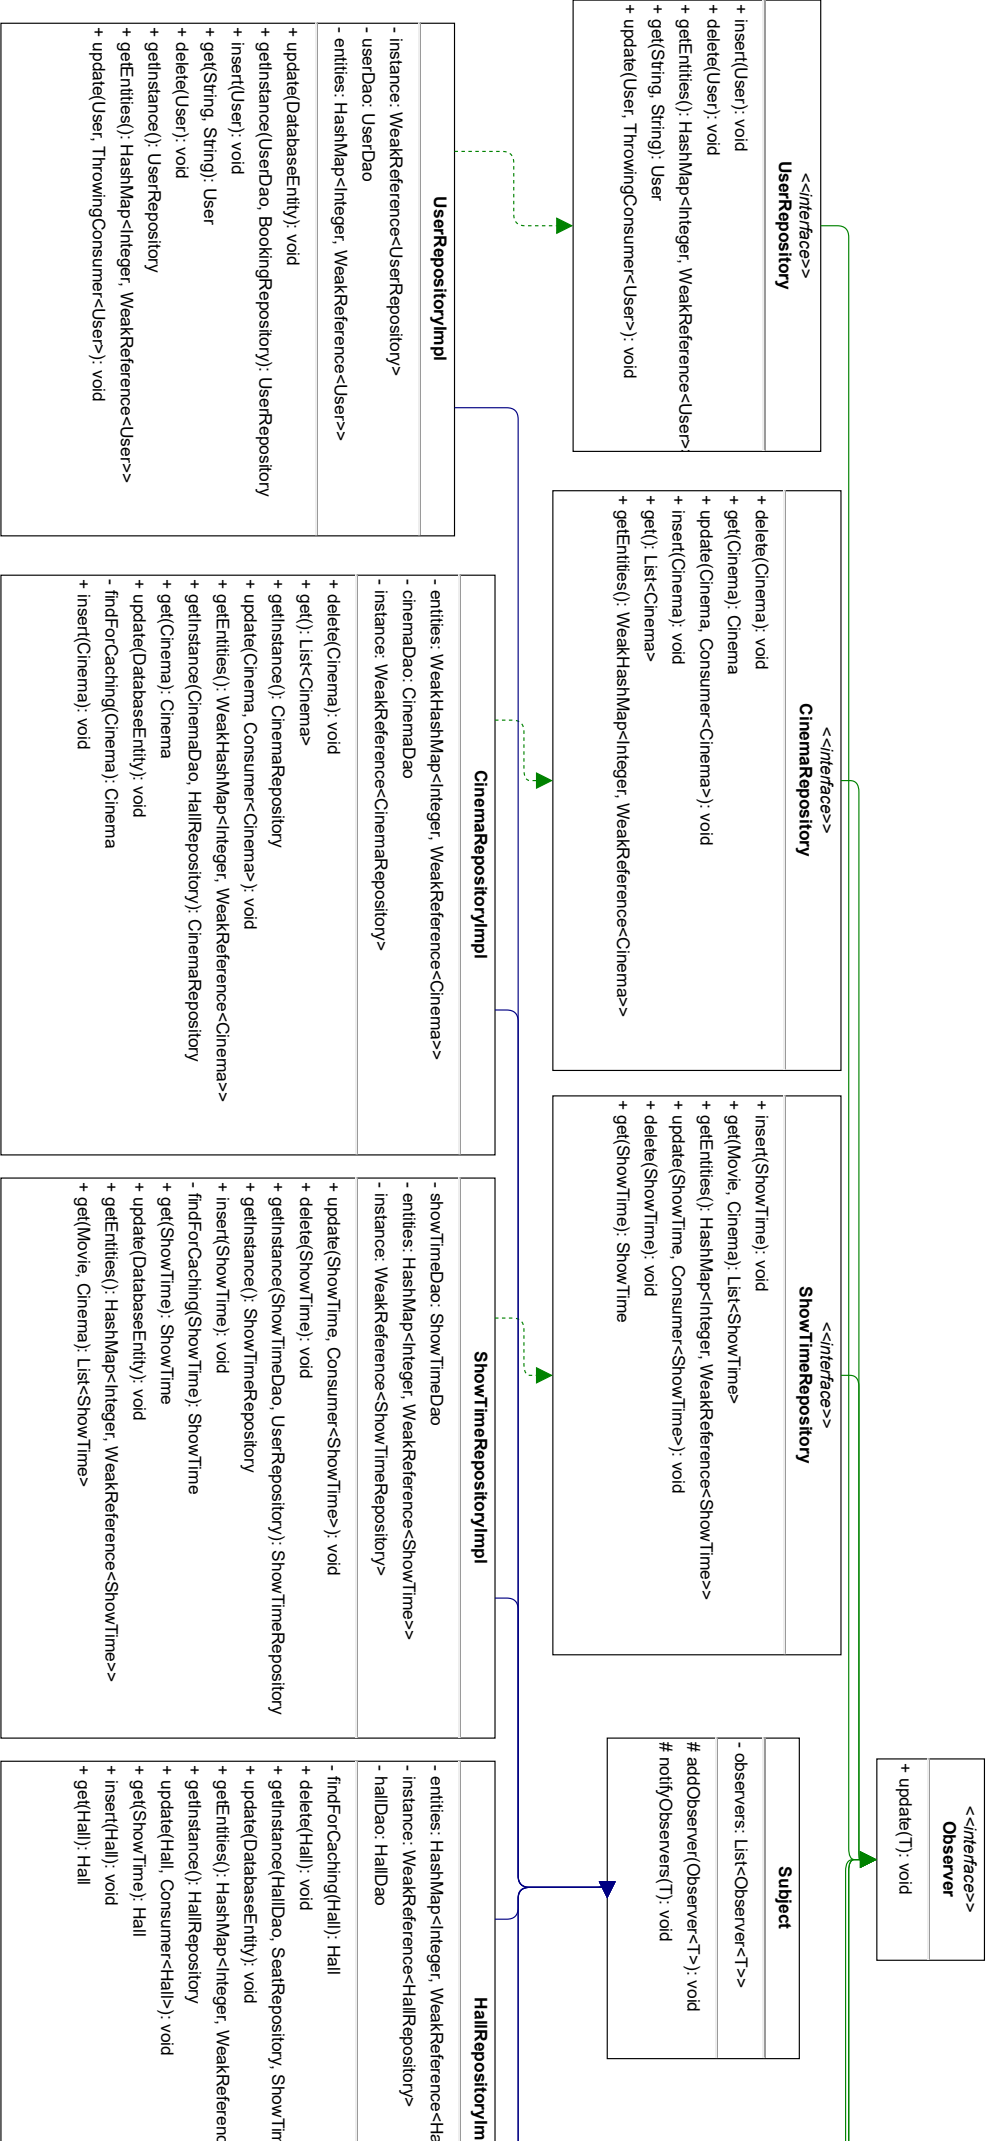 <<interface>>
Observer
+ update(T): void
<<interface>>
UserRepository
+ insert(User): void
+ delete(User): void
+ getEntities(): HashMap<Integer, WeakReference<User>
+ get(String, String): User
+ update(User, ThrowingConsumer<User>): void
<<interface>>
CinemaRepository
+ delete(Cinema): void
+ get(Cinema): Cinema
+ update(Cinema, Consumer<Cinema>): void
+ insert(Cinema): void
+ get(): List<Cinema>
+ getEntities(): WeakHashMap<Integer, WeakReference<Cinema>>
<<interface>>
ShowTimeRepository
+ insert(ShowTime): void
+ get(Movie, Cinema): List<ShowTime>
+ getEntities(): HashMap<Integer, WeakReference<ShowTime>>
+ update(ShowTime, Consumer<ShowTime>): void
+ delete(ShowTime): void
+ get(ShowTime): ShowTime
Subject
- observers: List<Observer<T>>
# addObserver(Observer<T>): void
# notifyObservers(T): void
UserRepositoryImpl
- instance: WeakReference<UserRepository>
- userDao: UserDao
- entities: HashMap<Integer, WeakReference<User>>
+ update(DatabaseEntity): void
+ getInstance(UserDao, BookingRepository): UserRepository
+ insert(User): void
+ get(String, String): User
+ delete(User): void
+ getInstance(): UserRepository
+ getEntities(): HashMap<Integer, WeakReference<User>>
+ update(User, ThrowingConsumer<User>): void
CinemaRepositoryImpl
- entities: WeakHashMap<Integer, WeakReference<Cinema>>
- cinemaDao: CinemaDao
- instance: WeakReference<CinemaRepository>
+ delete(Cinema): void
+ get(): List<Cinema>
+ getInstance(): CinemaRepository
+ update(Cinema, Consumer<Cinema>): void
+ getEntities(): WeakHashMap<Integer, WeakReference<Cinema>>
+ getInstance(CinemaDao, HallRepository): CinemaRepository
+ get(Cinema): Cinema
+ update(DatabaseEntity): void
- findForCaching(Cinema): Cinema
+ insert(Cinema): void
ShowTimeRepositoryImpl
- showTimeDao: ShowTimeDao
- entities: HashMap<Integer, WeakReference<ShowTime>>
- instance: WeakReference<ShowTimeRepository>
+ update(ShowTime, Consumer<ShowTime>): void
+ delete(ShowTime): void
+ getInstance(ShowTimeDao, UserRepository): ShowTimeRepository
+ getInstance(): ShowTimeRepository
+ insert(ShowTime): void
- findForCaching(ShowTime): ShowTime
+ get(ShowTime): ShowTime
+ update(DatabaseEntity): void
+ getEntities(): HashMap<Integer, WeakReference<ShowTime>>
+ get(Movie, Cinema): List<ShowTime>
HallRepositoryIm
- entities: HashMap<Integer, WeakReference<Ha
- instance: WeakReference<HallRepository>
- hallDao: HallDao
- findForCaching(Hall): Hall
+ delete(Hall): void
+ getInstance(HallDao, SeatRepository, ShowTin
+ update(DatabaseEntity): void
+ getEntities(): HashMap<Integer, WeakReferenc
+ getInstance(): HallRepository
+ update(Hall, Consumer<Hall>): void
+ get(ShowTime): Hall
+ insert(Hall): void
+ get(Hall): Hall